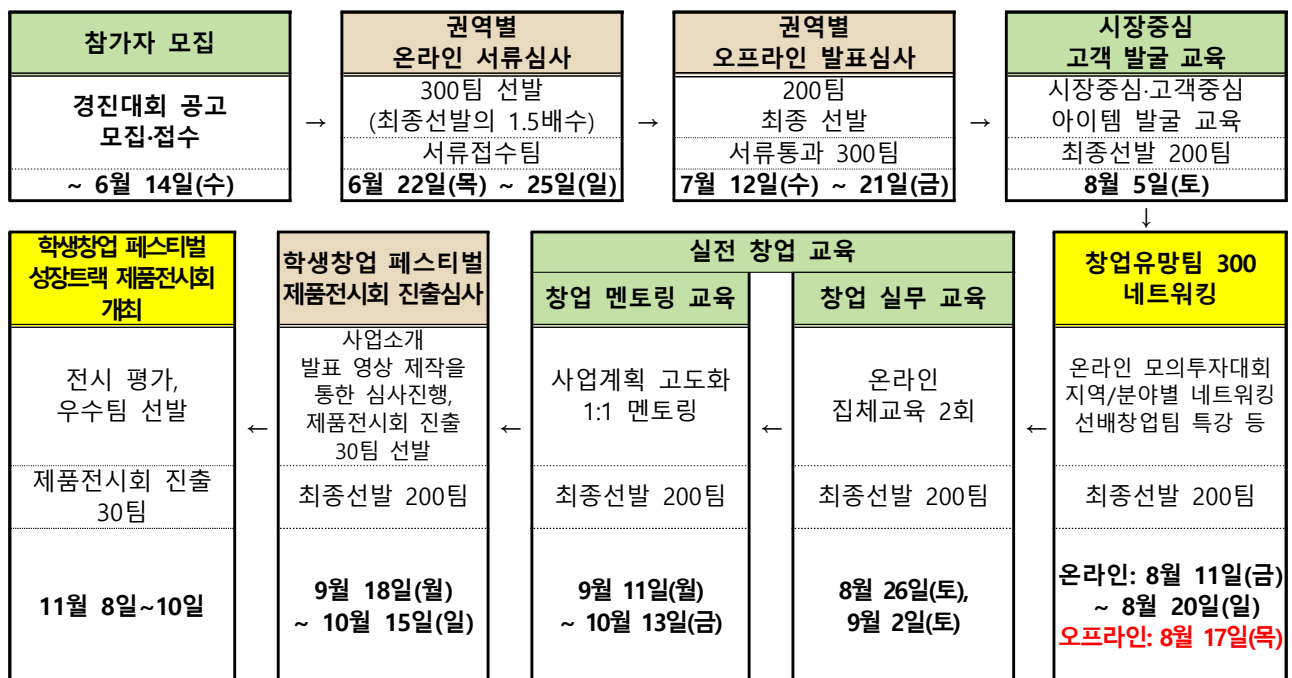 참가자 모집
경진대회 공고
모집·접수
~ 6월 14일(수)
→
권역별
온라인 서류심사
300팀 선발
(최종선발의 1.5배수)
서류접수팀
6월 22일(목) ~ 25일(일)
→
권역별
오프라인 발표심사
200팀
최종 선발
서류통과 300팀
7월 12일(수) ~ 21일(금)
→
시장중심
고객 발굴 교육
시장중심·고객중심
아이템 발굴 교육
최종선발 200팀
8월 5일(토)
↓
창업유망팀 300
네트워킹
온라인 모의투자대회
지역/분야별 네트워킹
선배창업팀 특강 등
최종선발 200팀
온라인: 8월 11일(금)
~ 8월 20일(일)
오프라인: 8월 17일(목)
←
실전 창업 교육
창업 실무 교육
온라인
집체교육 2회
최종선발 200팀
8월 26일(토),
9월 2일(토)
←
창업 멘토링 교육
사업계획 고도화
1:1 멘토링
최종선발 200팀
9월 11일(월)
~ 10월 13일(금)
←
학생창업 페스티벌
제품전시회 진출심사
사업소개
발표 영상 제작을
통한 심사진행,
제품전시회 진출
30팀 선발
최종선발 200팀
9월 18일(월)
~ 10월 15일(일)
←
학생창업 페스티벌
성장트랙 제품전시회
개최
전시 평가,
우수팀 선발
제품전시회 진출
30팀
11월 8일~10일